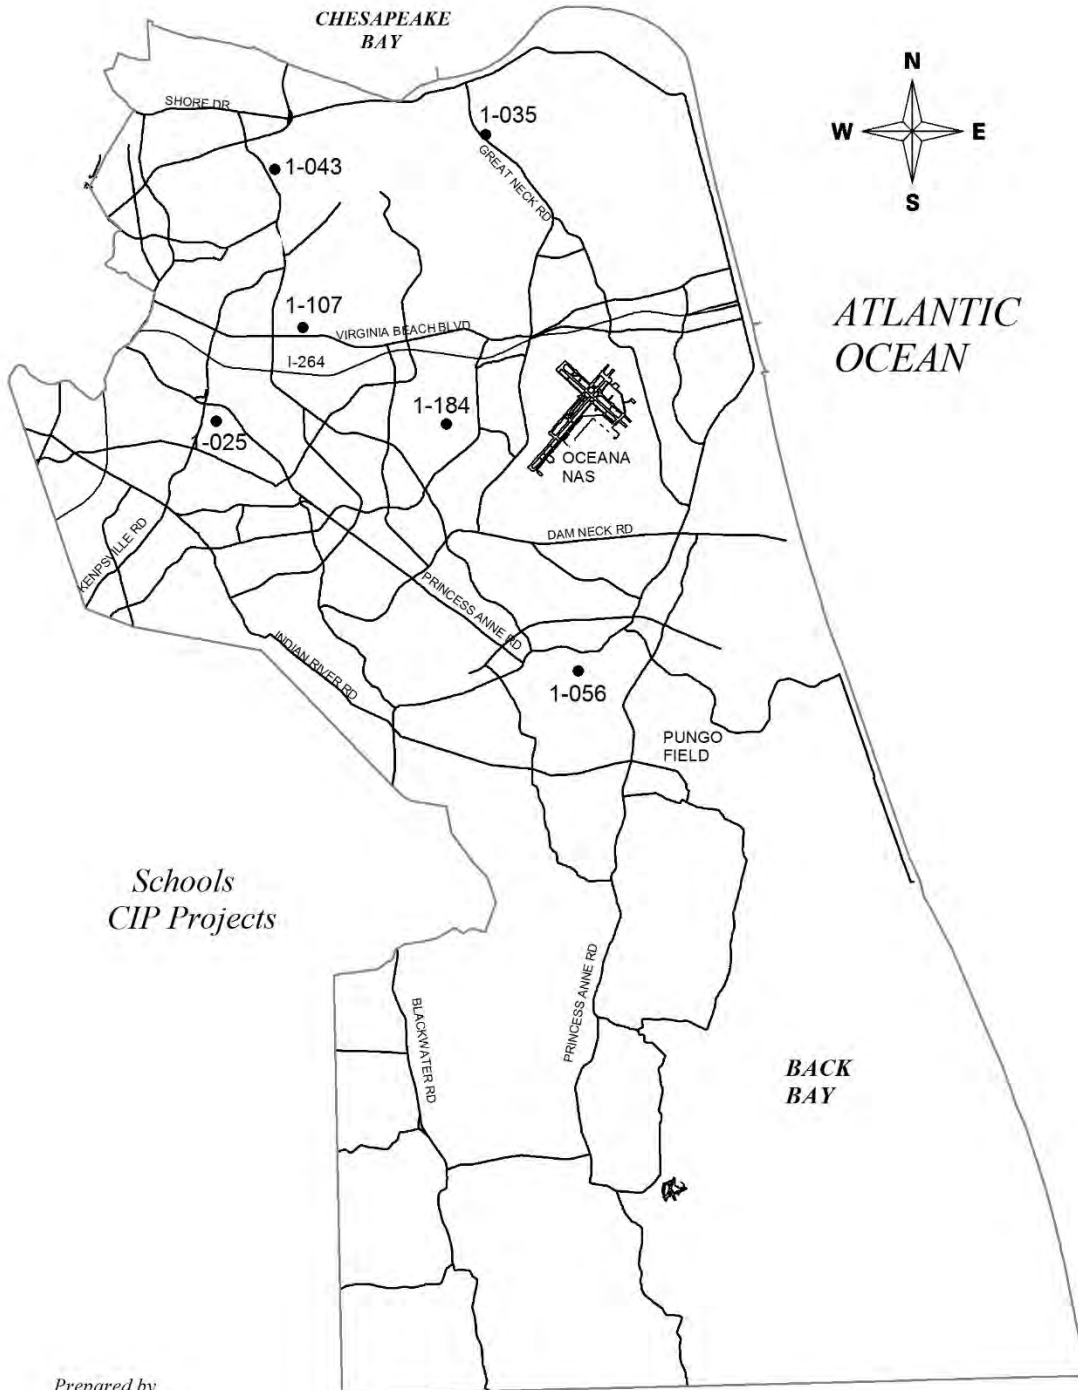 CHESAPEAKE
BAY
N
W E
S
SHORE DR
1-035
1-043
GREAT NECK RD
ATLANTIC
OCEAN
1-107
VIRGINIA BEACH BLVD
I-264
1-184
1-025
OCEANA
NAS
DAM NECK RD
KENPSVILLE RD
PRINCESS ANNE RD
INDIAN RIVER RD
1-056
PUNGO
FIELD
Schools
CIP Projects
PRINCESS ANNE RD
BLACKWATER RD
BACK
BAY
Prepared by